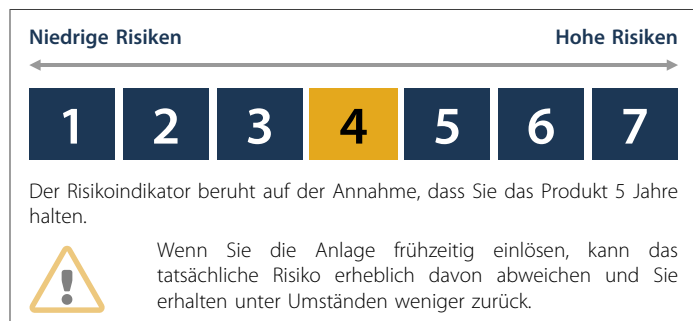 Niedrige Risiken Hohe Risiken
1 2 3 4 5 6 7
Der Risikoindikator beruht auf der Annahme, dass Sie das Produkt 5 Jahre
halten.
Wenn Sie die Anlage frühzeitig einlösen, kann das
tatsächliche Risiko erheblich davon abweichen und Sie
erhalten unter Umständen weniger zurück.